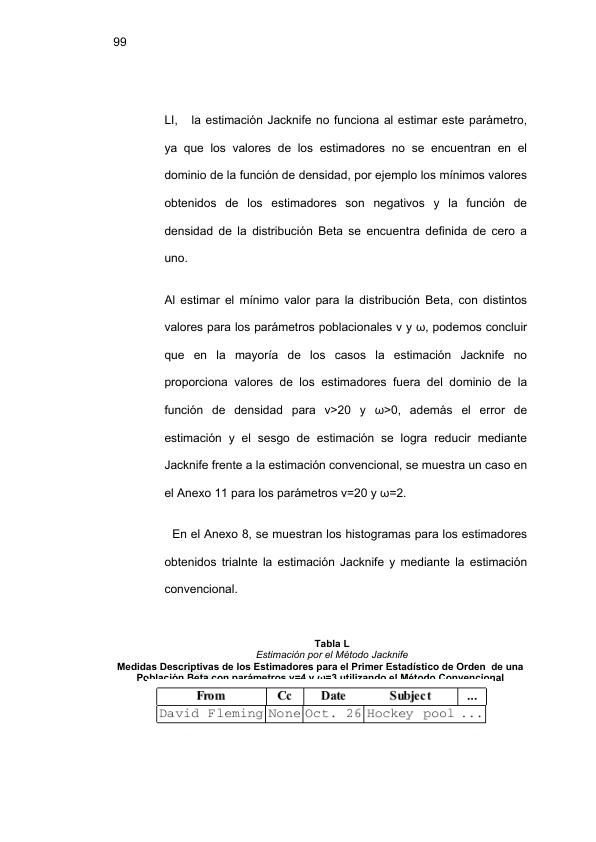 99
LI, la estimación Jacknife no funciona al estimar este parámetro,
ya que los valores de los estimadores no se encuentran en el
dominio de la función de densidad, por ejemplo los mínimos valores
obtenidos de los estimadores son negativos y la función de
densidad de la distribución Beta se encuentra definida de cero a
uno.
Al estimar el mínimo valor para la distribución Beta, con distintos
valores para los parámetros poblacionales v y ω, podemos concluir
que en la mayoría de los casos la estimación Jacknife no
proporciona valores de los estimadores fuera del dominio de la
función de densidad para v>20 y ω>0, además el error de
estimación y el sesgo de estimación se logra reducir mediante
Jacknife frente a la estimación convencional, se muestra un caso en
el Anexo 11 para los parámetros v=20 y ω=2.
En el Anexo 8, se muestran los histogramas para los estimadores
obtenidos trialnte la estimación Jacknife y mediante la estimación
convencional.
Tabla L
Estimación por el Método Jacknife
Medidas Descriptivas de los Estimadores para el Primer Estadístico de Orden de una
Población Beta con parámetros v=4 y ω=3 utilizando el Método Convencional
From Cc Date Subject ...
David Fleming None Oct. 26 Hockey pool ...